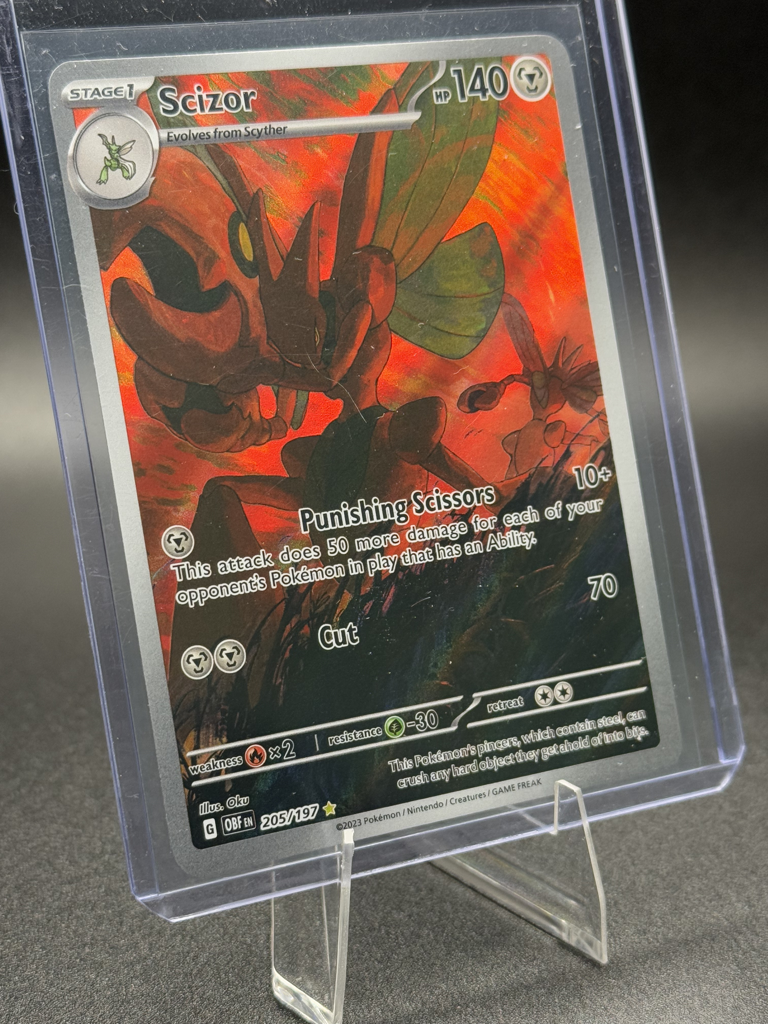 STAGE1
Scizor
HP 140
Evolves from Scyther
Punishing Scissors 10+
This attack does 50 more damage for each of your
opponent's Pokémon in play that has an Ability.
Cut 70
weakness ×2 resistance -30 retreat
This Pokémon's pincers, which contain steel, can
crush any hard object they get ahold of into bits.
Illus. Oku
G OBF EN 205/197
©2023 Pokémon / Nintendo / Creatures / GAME FREAK